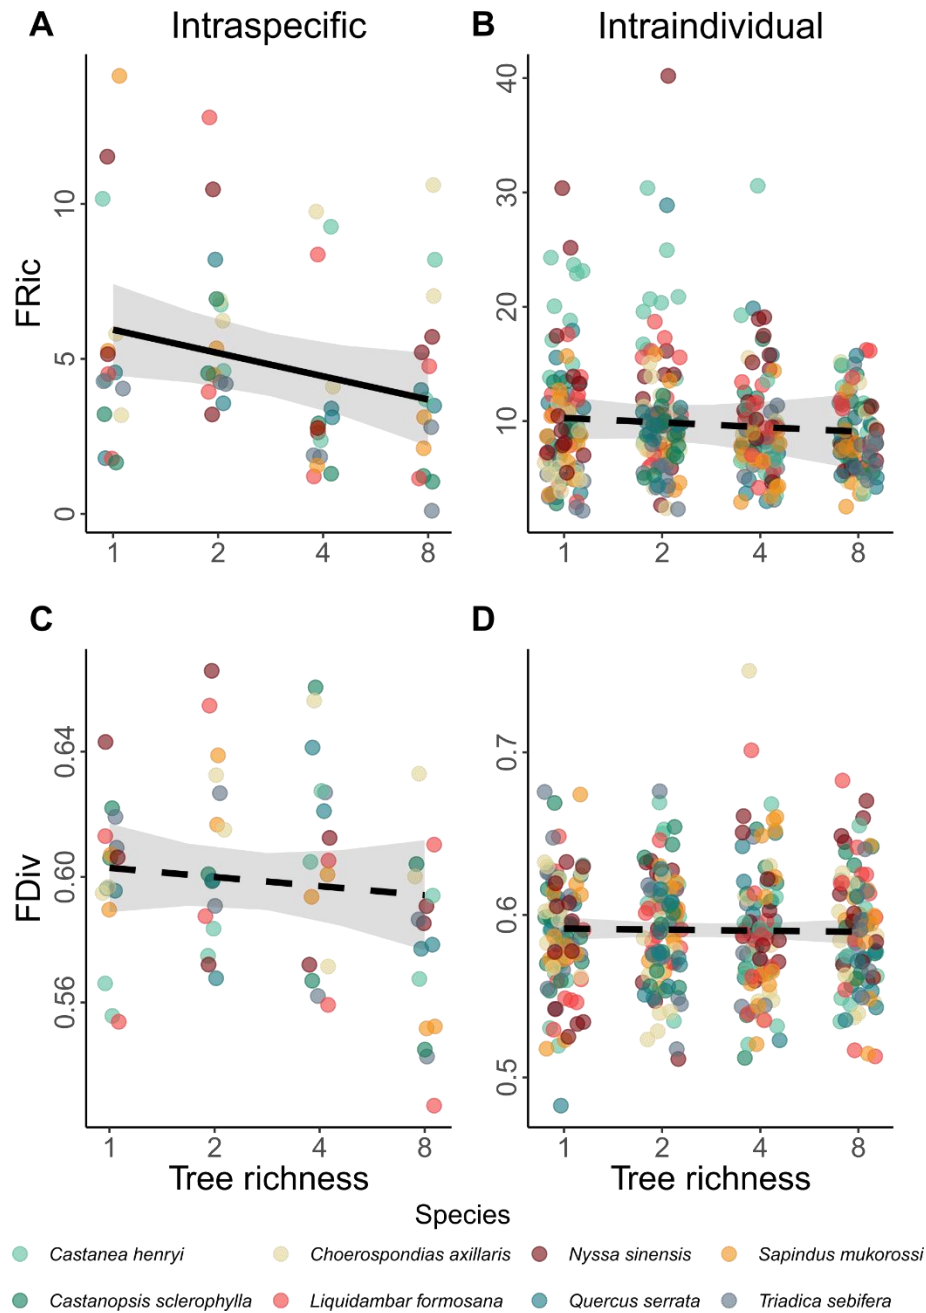 A Intraspecific B Intraindividual
FRic
10
5
0
1 2 4 8
40
30
20
10
1 2 4 8
C D
FDiv
0.64
0.60
0.56
1 2 4 8
Tree richness
0.7
0.6
0.5
1 2 4 8
Tree richness
Species
Castanea henryi Choerospondias axillaris Nyssa sinensis Sapindus mukorossi
Castanopsis sclerophylla Liquidambar formosana Quercus serrata Triadica sebifera